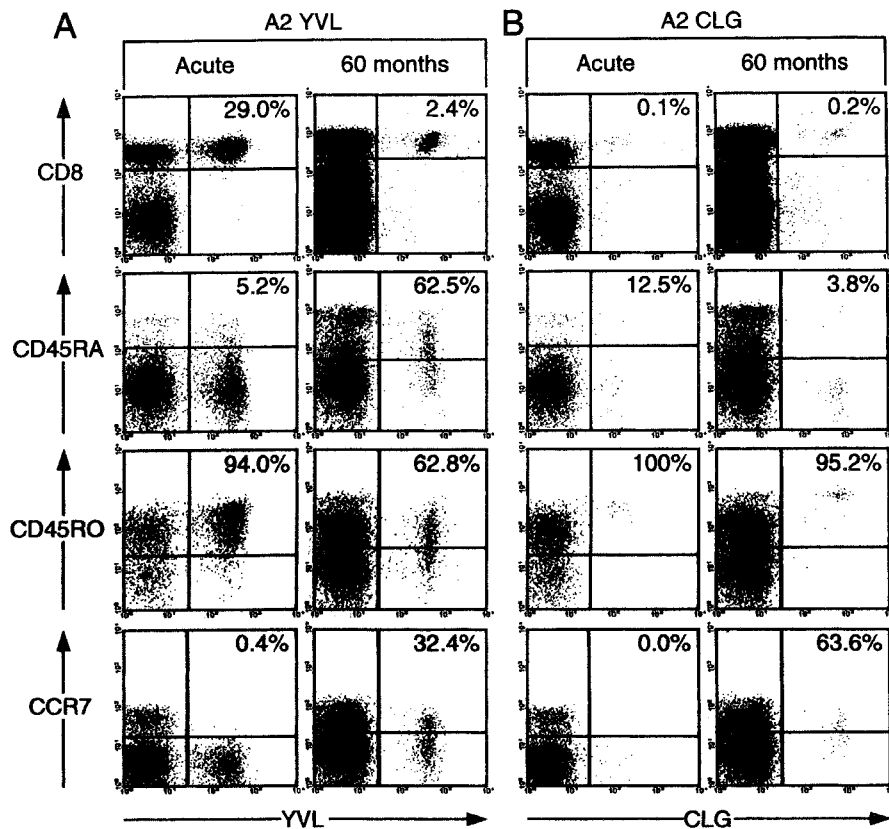 A
A2 YVL
B
A2 CLG
Acute
60 months
Acute
60 months
CD8
29.0%
2.4%
0.1%
0.2%
CD45RA
5.2%
62.5%
12.5%
3.8%
CD45RO
94.0%
62.8%
100%
95.2%
CCR7
0.4%
32.4%
0.0%
63.6%
YVL
CLG